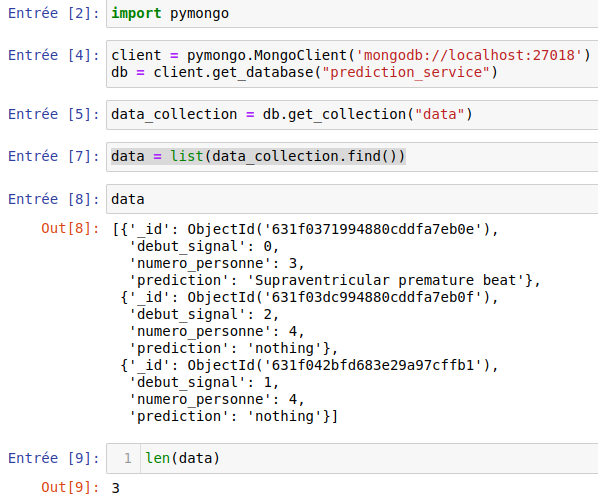 Entrée [2]: import pymongo
Entrée [4]: client = pymongo.MongoClient('mongodb://localhost:27018')
db = client.get_database("prediction_service")
Entrée [5]: data_collection = db.get_collection("data")
Entrée [7]: data = list(data_collection.find())
Entrée [8]: data
Out[8]: [{'_id': ObjectId('631f0371994880cddfa7eb0e'),
'debut_signal': 0,
'numero_personne': 3,
'prediction': 'Supraventricular premature beat'},
{'_id': ObjectId('631f03dc994880cddfa7eb0f'),
'debut_signal': 2,
'numero_personne': 4,
'prediction': 'nothing'},
{'_id': ObjectId('631f042bfd683e29a97cffb1'),
'debut_signal': 1,
'numero_personne': 4,
'prediction': 'nothing'}]
Entrée [9]: 1 len(data)
Out[9]: 3